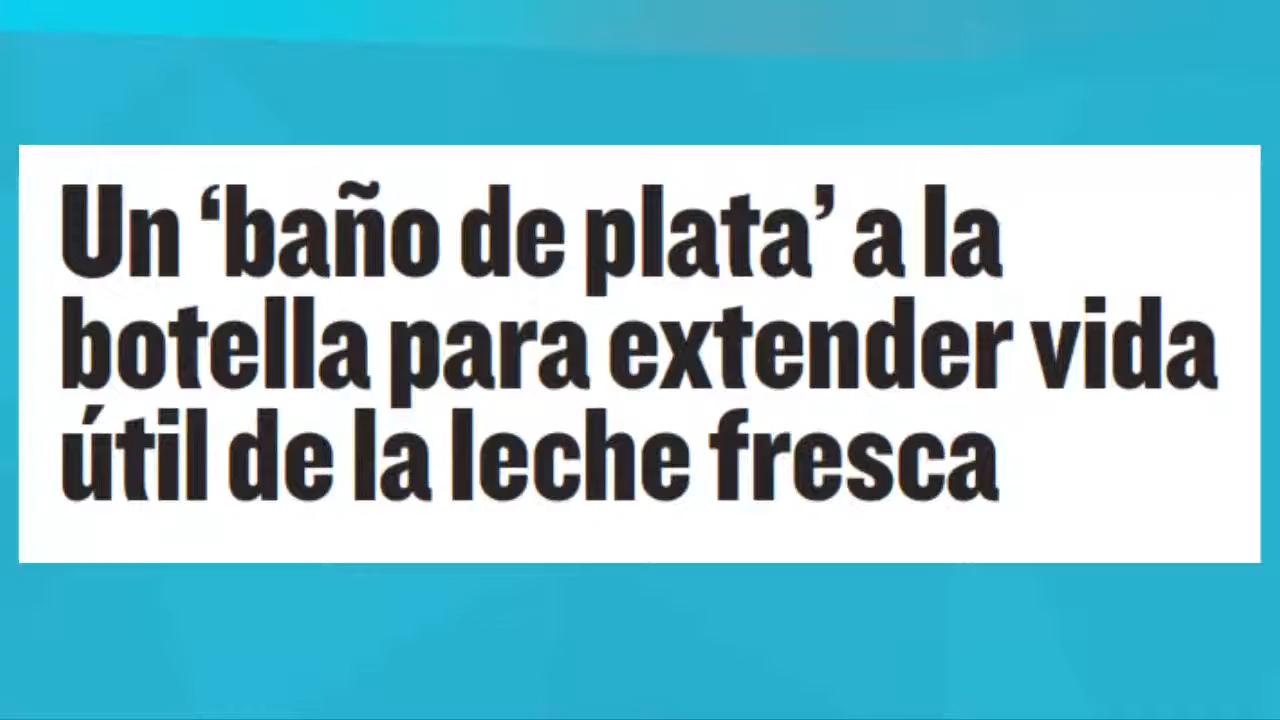 Un ‘baño de plata’ a la
botella para extender vida
útil de la leche fresca